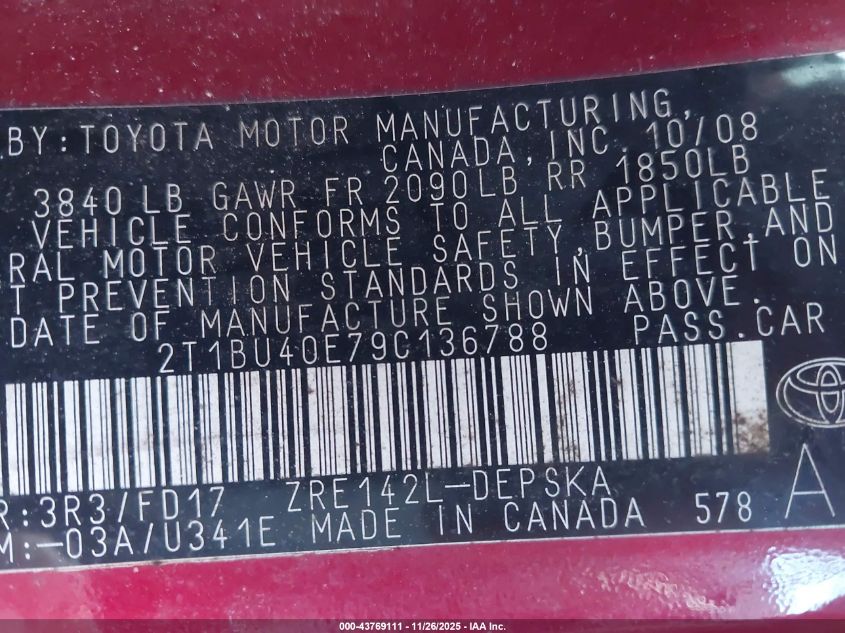 BY: TOYOTA MOTOR MANUFACTURING,
CANADA, INC. 10/08
3840 LB GAWR FR 2090LB RR 1850LB
VEHICLE CONFORMS TO ALL APPLICABLE
RAL MOTOR VEHICLE SAFETY, BUMPER, AND
T PREVENTION STANDARDS IN EFFECT ON
DATE OF MANUFACTURE SHOWN ABOVE.
2T1BU40E79C136788 PASS. CAR
R:3R3/FD17 ZRE142L-DEPSKA
M:-03A/U341E MADE IN CANADA 578 A
000-43769111 - 11/26/2025 - IAA Inc.